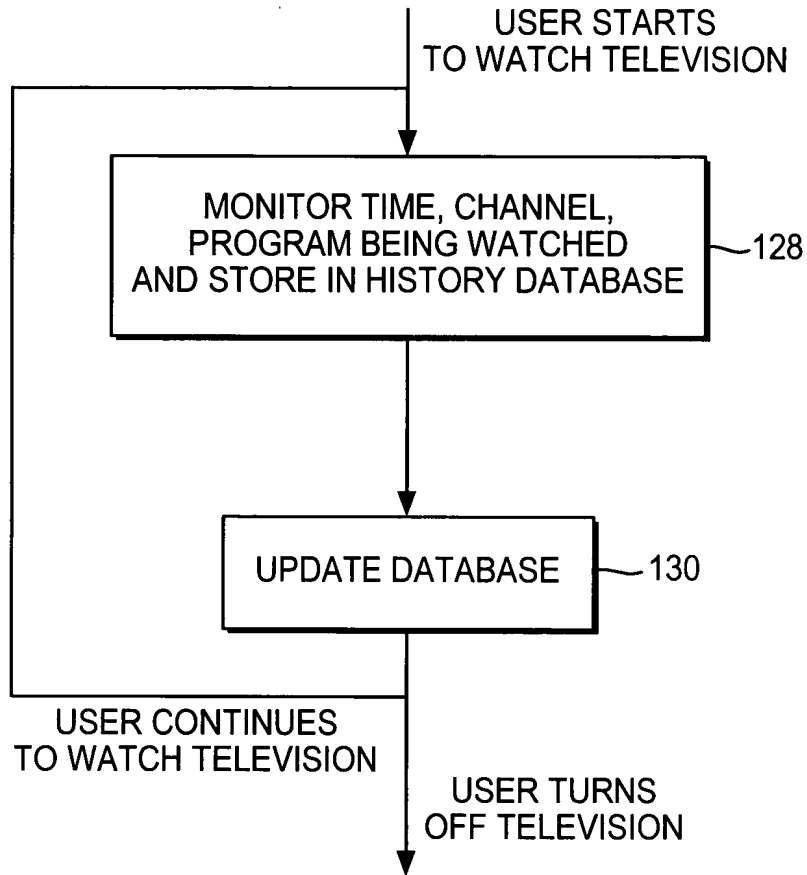 USER STARTS
TO WATCH TELEVISION
MONITOR TIME, CHANNEL,
PROGRAM BEING WATCHED
AND STORE IN HISTORY DATABASE
128
UPDATE DATABASE
130
USER CONTINUES
TO WATCH TELEVISION
USER TURNS
OFF TELEVISION